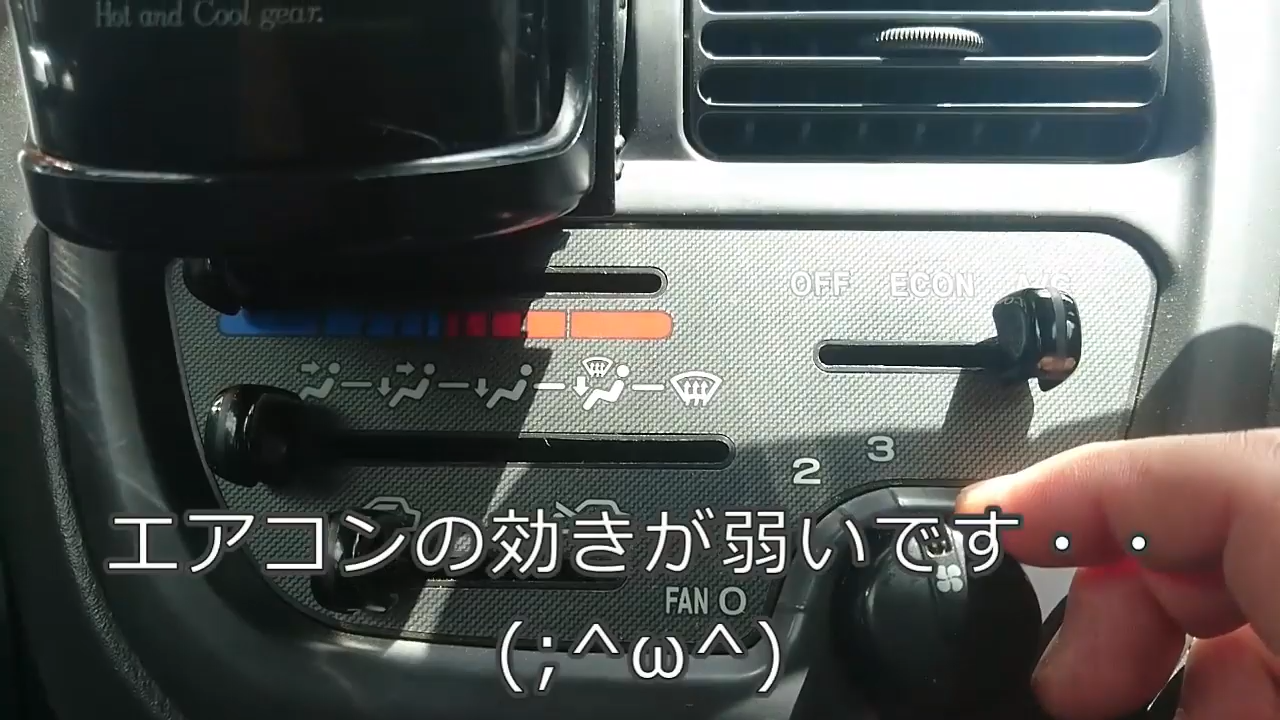 Hot and Cool gear.
OFF ECON
2 3
エアコンの効きが弱いです・・
FAN O
(;^ω^)